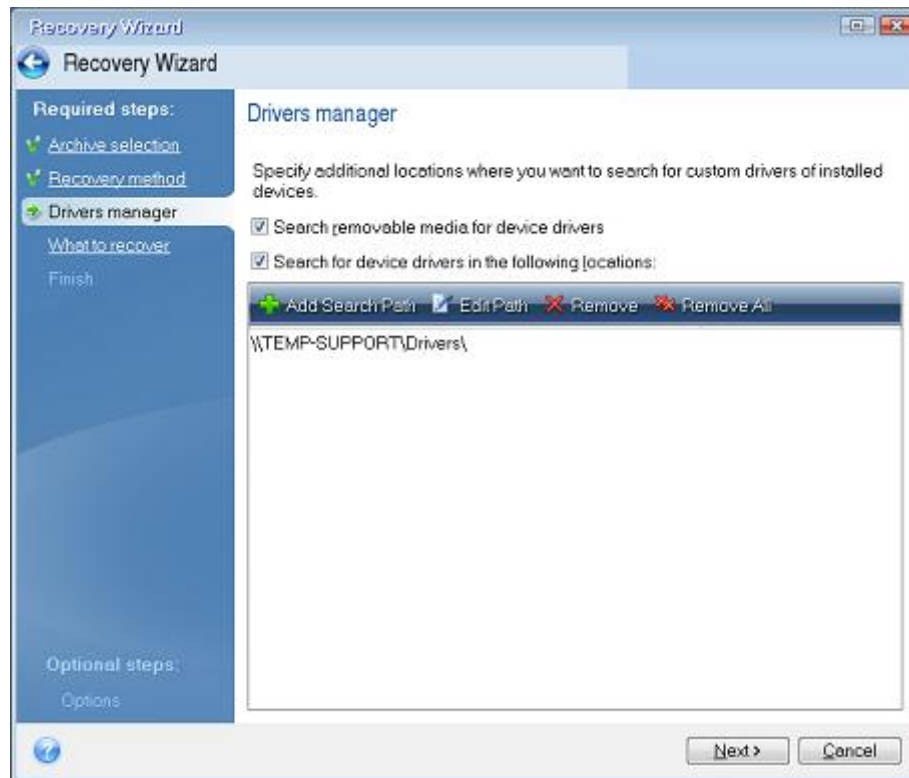 Recovery Wizard
Recovery Wizard
Required steps:
Archive selection
Recovery method
Drivers manager
What to recover
Finish
Optional steps:
Options
Drivers manager
Specify additional locations where you want to search for custom drivers of installed
devices.
Search removable media for device drivers
Search for device drivers in the following locations:
Add Search Path Edit Path Remove Remove All
\\TEMP-SUPPORT\Drivers\
Next > Cancel